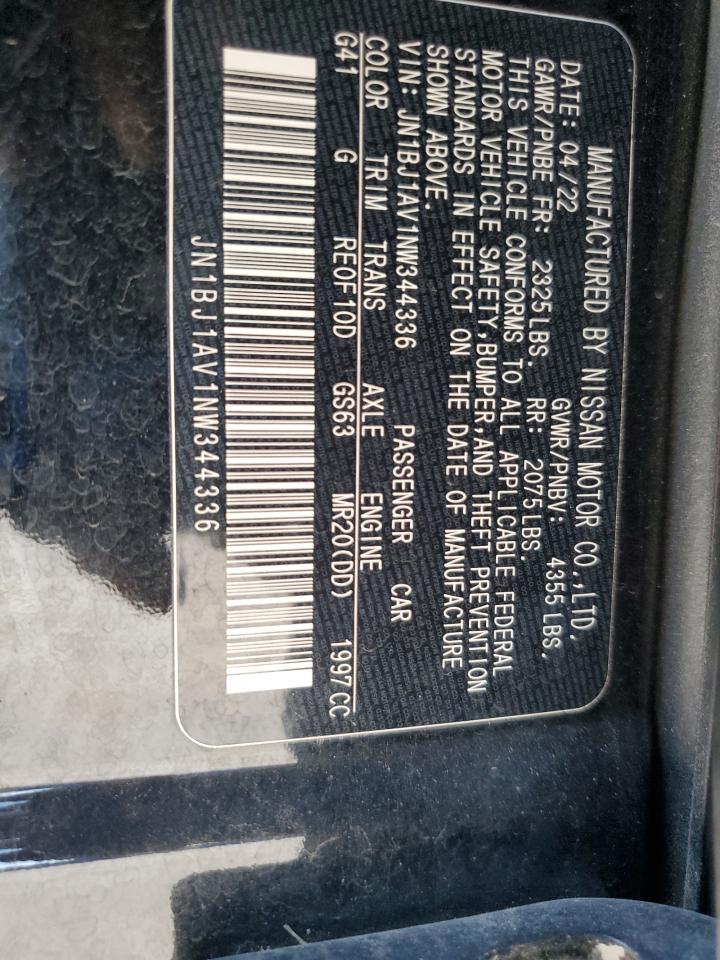 MANUFACTURED BY NISSAN MOTOR CO.,LTD.
DATE: 04/22 GVWR/PNBV: 4355 LBS.
GAWR/PNBE FR: 2325LBS. RR: 2075LBS.
THIS VEHICLE CONFORMS TO ALL APPLICABLE FEDERAL
MOTOR VEHICLE SAFETY,BUMPER,AND THEFT PREVENTION
STANDARDS IN EFFECT ON THE DATE OF MANUFACTURE
SHOWN ABOVE.
VIN: JN1BJ1AV1NW344336 PASSENGER CAR
COLOR TRIM TRANS AXLE ENGINE
G41 G REOF10D GS63 MR20(DD) 1997CC
JN1BJ1AV1NW344336